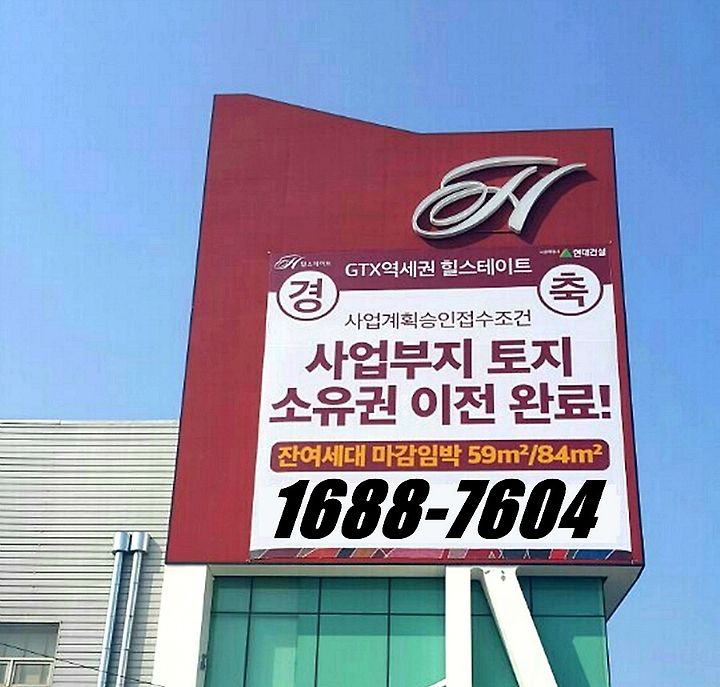 H
H 힐스테이트
현대건설
GTX역세권 힐스테이트
경 축
사업계획승인접수조건
사업부지 토지
소유권 이전 완료!
잔여세대 마감임박 59m²/84m²
1688-7604